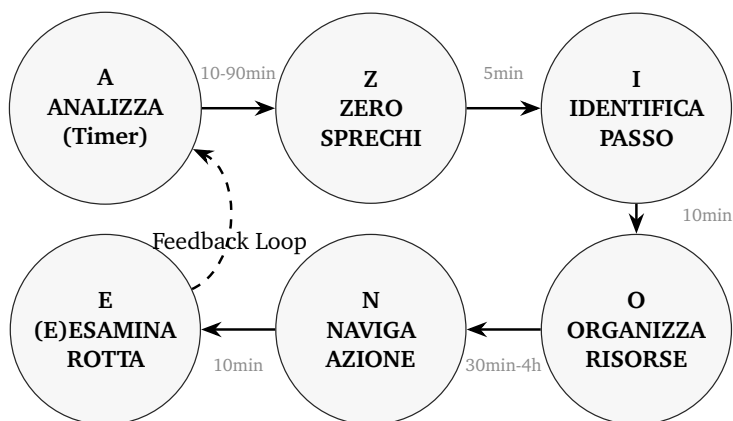 A
ANALIZZA
(Timer)
10-90min
Z
ZERO
SPRECHI
5min
I
IDENTIFICA
PASSO
10min
O
ORGANIZZA
RISORSE
30min-4h
N
NAVIGA
AZIONE
10min
E
(E)ESAMINA
ROTTA
Feedback Loop